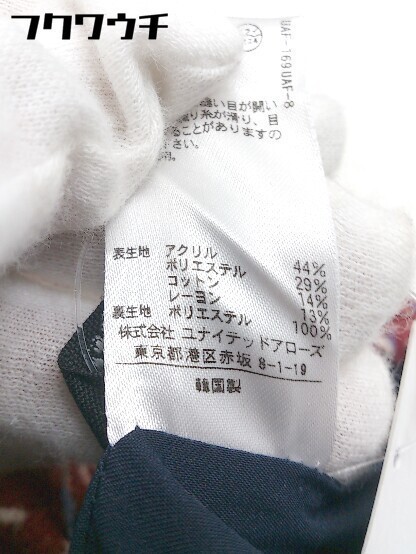 フクワウチ
UAF-169UAF-8
縫い目が開い
り糸が滑り、目
ることがありますの
さい。
用。
表生地 アクリル 44%
ポリエステル 29%
コットン 14%
レーヨン 13%
裏生地 ポリエステル 100%
株式会社 ユナイテッドアローズ
東京都港区赤坂 8-1-19
韓国製